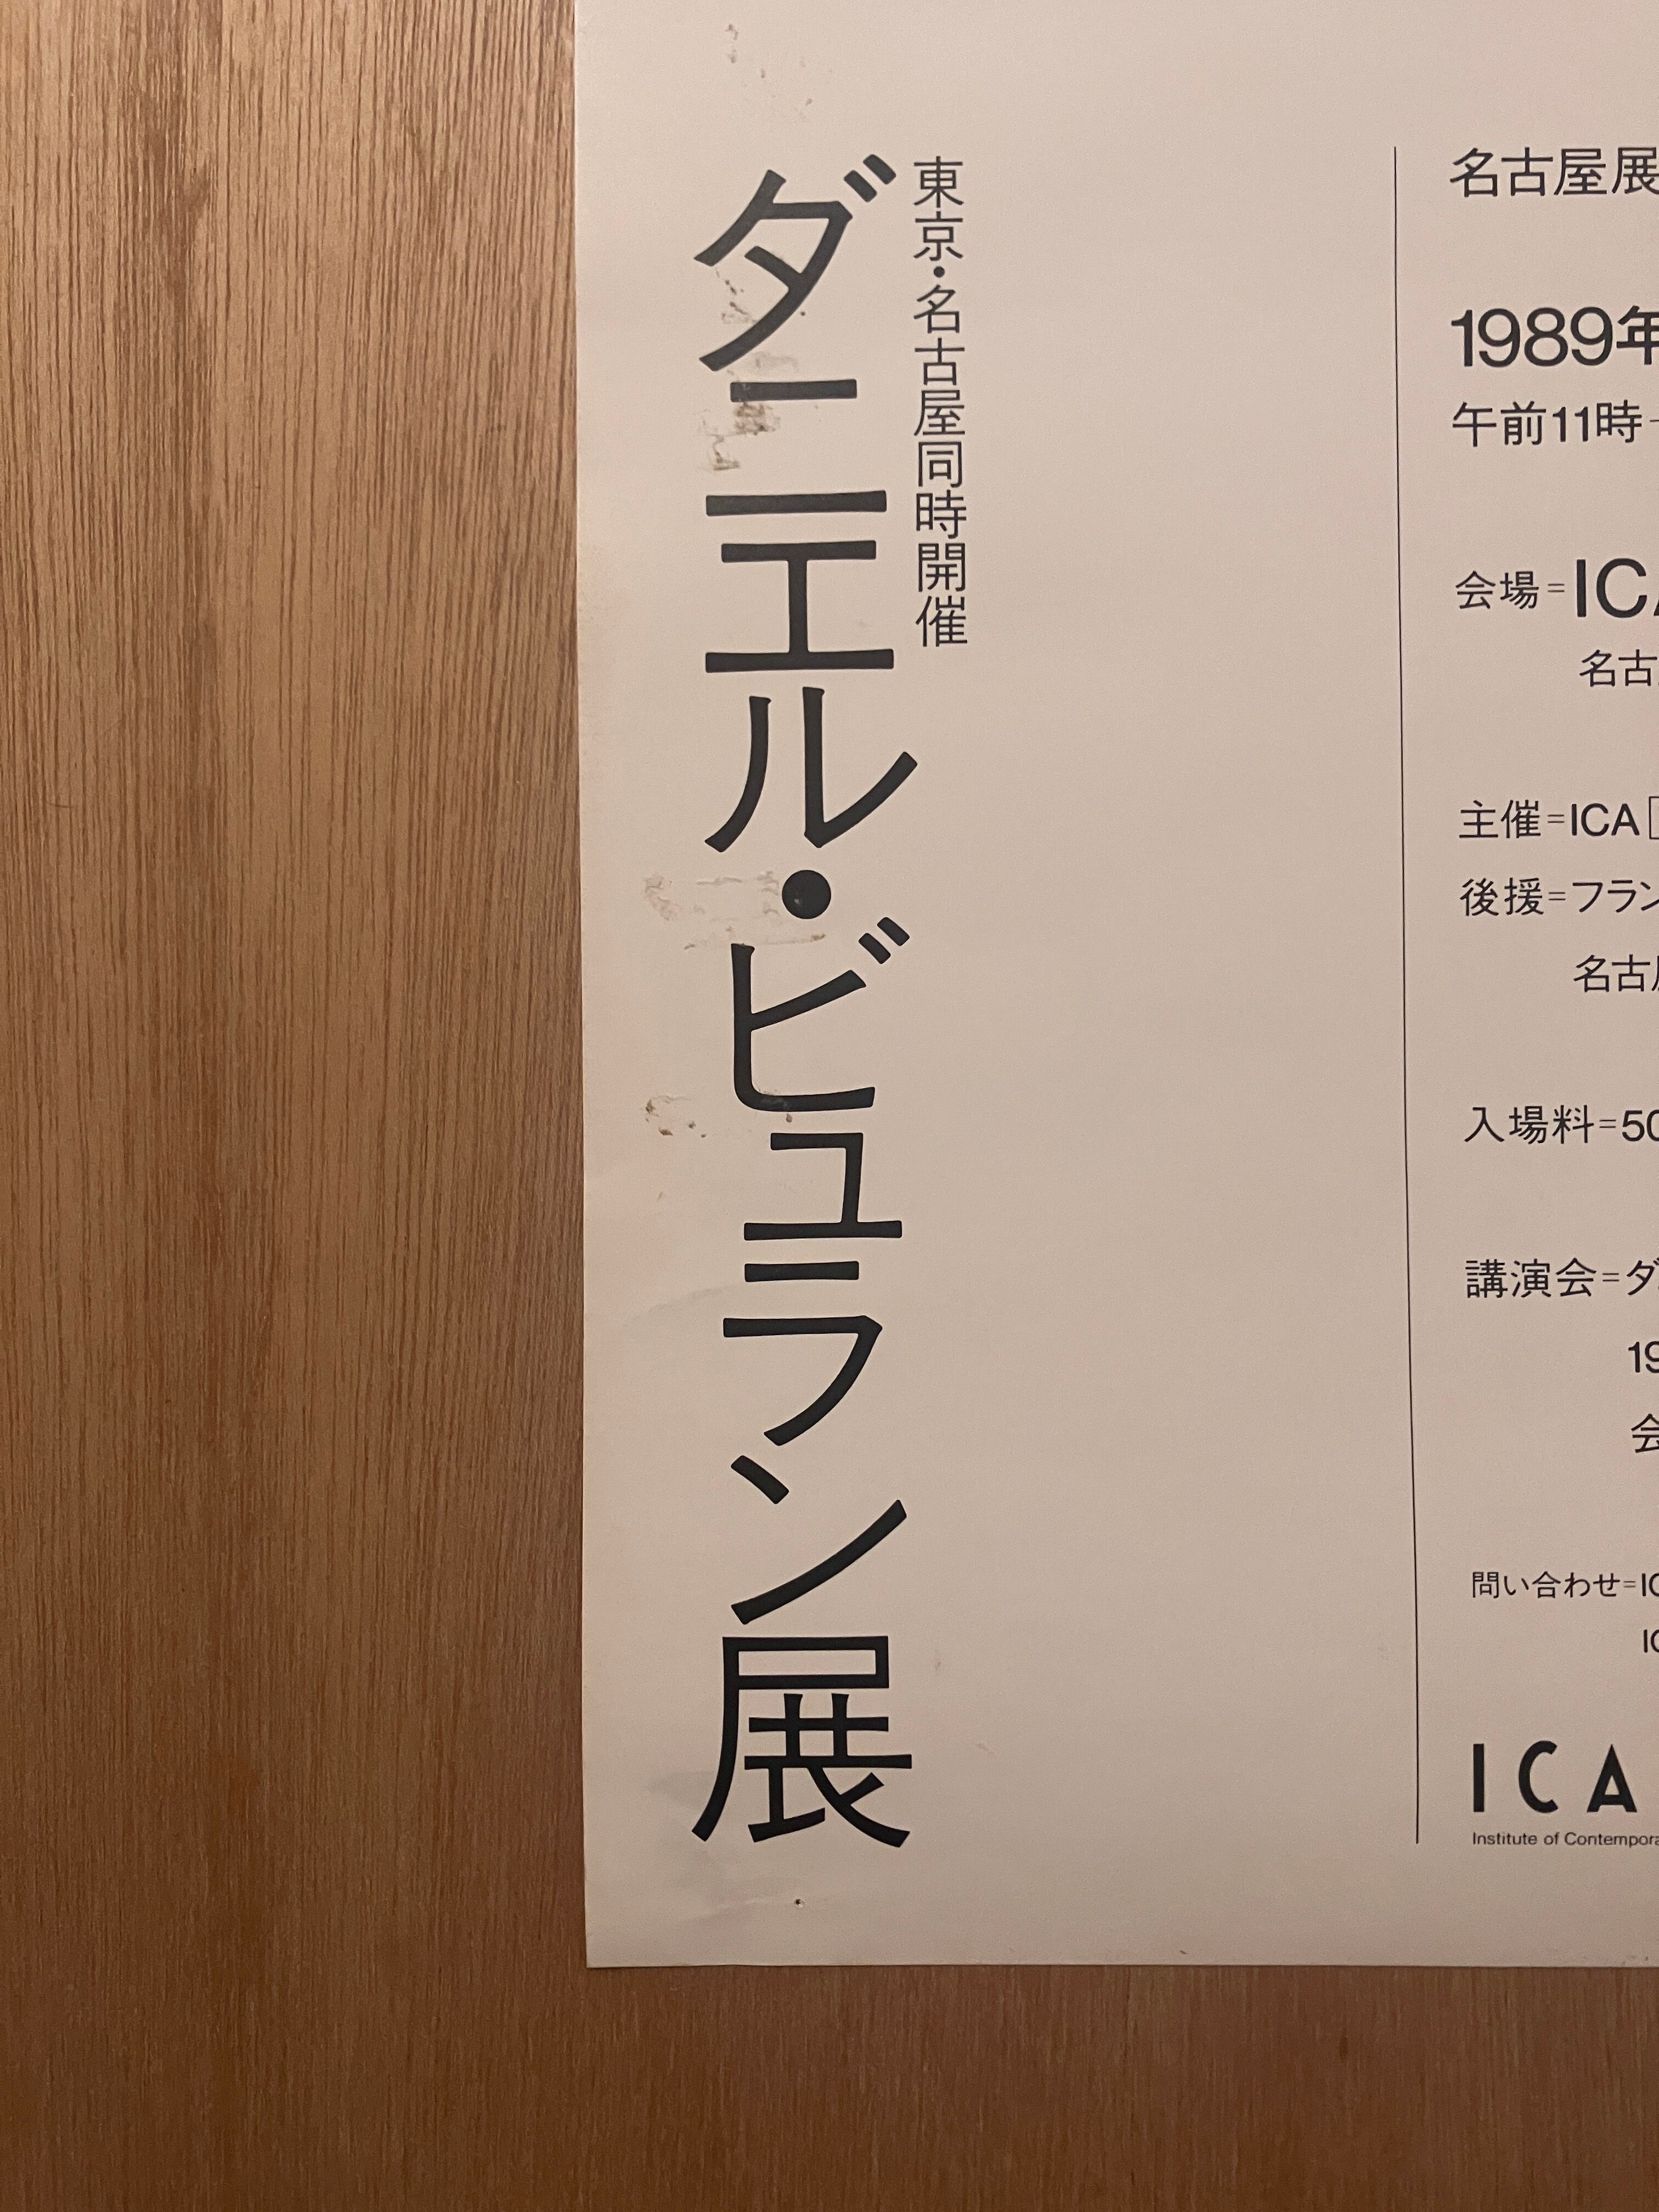 東京・名古屋同時開催
ダニエル・ビュラン展
名古屋展
1989年
午前11時
会場=ICA
名古
主催=ICA
後援=フラン
名古屋
入場料=50
講演会=ダ
19
会
問い合わせ=IC
IC
ICA
Institute of Contempora